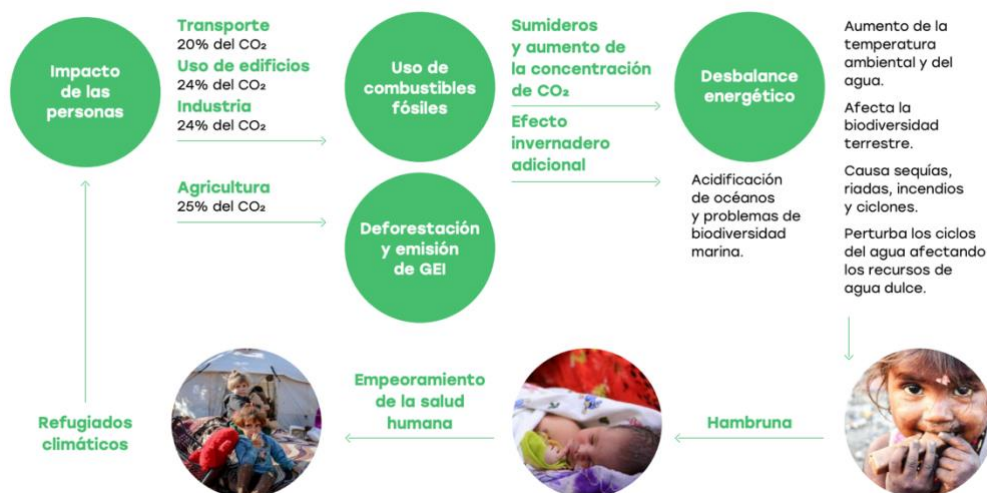 Impacto
de las
personas
Transporte
20% del CO₂
Uso de edificios
24% del CO₂
Industria
24% del CO₂
Agricultura
25% del CO₂
Uso de
combustibles
fósiles
Deforestación
y emisión
de GEI
Sumideros
y aumento de
la concentración
de CO₂
Efecto
invernadero
adicional
Desbalance
energético
Acidificación
de océanos
y problemas de
biodiversidad
marina.
Aumento de la
temperatura
ambiental y del
agua.
Afecta la
biodiversidad
terrestre.
Causa sequías,
riadas, incendios
y ciclones.
Perturba los ciclos
del agua afectando
los recursos de
agua dulce.
Hambruna
Empeoramiento
de la salud
humana
Refugiados
climáticos